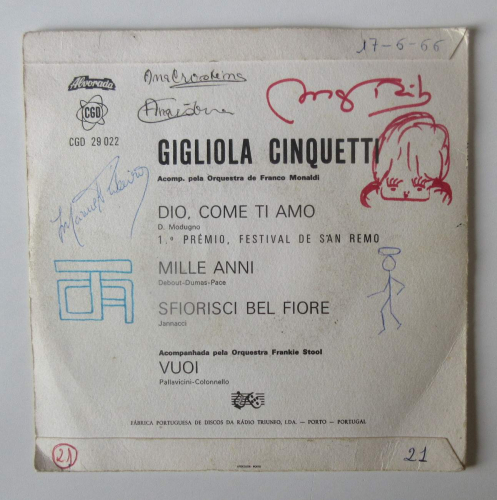 17-6-66
Alvorada
CGD
CGD 29 022
GIGLIOLA CINQUETTI
Acomp. pela Orquestra de Franco Monaldi
DIO, COME TI AMO
D. Modugno
1.º PRÉMIO, FESTIVAL DE SAN REMO
MILLE ANNI
Debout-Dumas-Pace
SFIORISCI BEL FIORE
Jannacci
Acompanhada pela Orquestra Frankie Stool
VUOI
Pallavicini-Colonnello
FÁBRICA PORTUGUESA DE DISCOS DA RÁDIO TRIUNFO, LDA. — PORTO — PORTUGAL
21
21